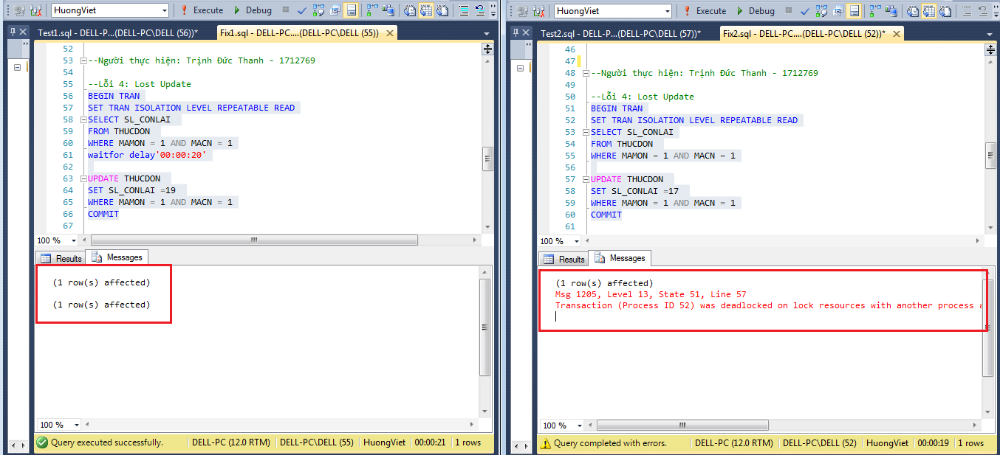 HuongViet
Execute
Debug
Test1.sql - DELL-P...(DELL-PC\DELL (56))*
Fix1.sql - DELL-PC....(DELL-PC\DELL (55))
52
53 --Người thực hiện: Trịnh Đức Thanh - 1712769
54
55 --Lỗi 4: Lost Update
56 BEGIN TRAN
57 SET TRAN ISOLATION LEVEL REPEATABLE READ
58 SELECT SL_CONLAI
59 FROM THUCDON
60 WHERE MAMON = 1 AND MACN = 1
61 waitfor delay'00:00:20'
62
63 UPDATE THUCDON
64 SET SL_CONLAI =19
65 WHERE MAMON = 1 AND MACN = 1
66 COMMIT
67
100 %
Results
Messages
(1 row(s) affected)
(1 row(s) affected)
100 %
Query executed successfully.
DELL-PC (12.0 RTM)
DELL-PC\DELL (55)
HuongViet
00:00:21
1 rows
HuongViet
Execute
Debug
Test2.sql - DELL-P...(DELL-PC\DELL (57))*
Fix2.sql - DELL-PC....(DELL-PC\DELL (52))*
46
47
48 --Người thực hiện: Trịnh Đức Thanh - 1712769
49
50 --Lỗi 4: Lost Update
51 BEGIN TRAN
52 SET TRAN ISOLATION LEVEL REPEATABLE READ
53 SELECT SL_CONLAI
54 FROM THUCDON
55 WHERE MAMON = 1 AND MACN = 1
56
57 UPDATE THUCDON
58 SET SL_CONLAI =17
59 WHERE MAMON = 1 AND MACN = 1
60 COMMIT
61
100 %
Results
Messages
(1 row(s) affected)
Msg 1205, Level 13, State 51, Line 57
Transaction (Process ID 52) was deadlocked on lock resources with another process a
100 %
Query completed with errors.
DELL-PC (12.0 RTM)
DELL-PC\DELL (52)
HuongViet
00:00:19
1 rows